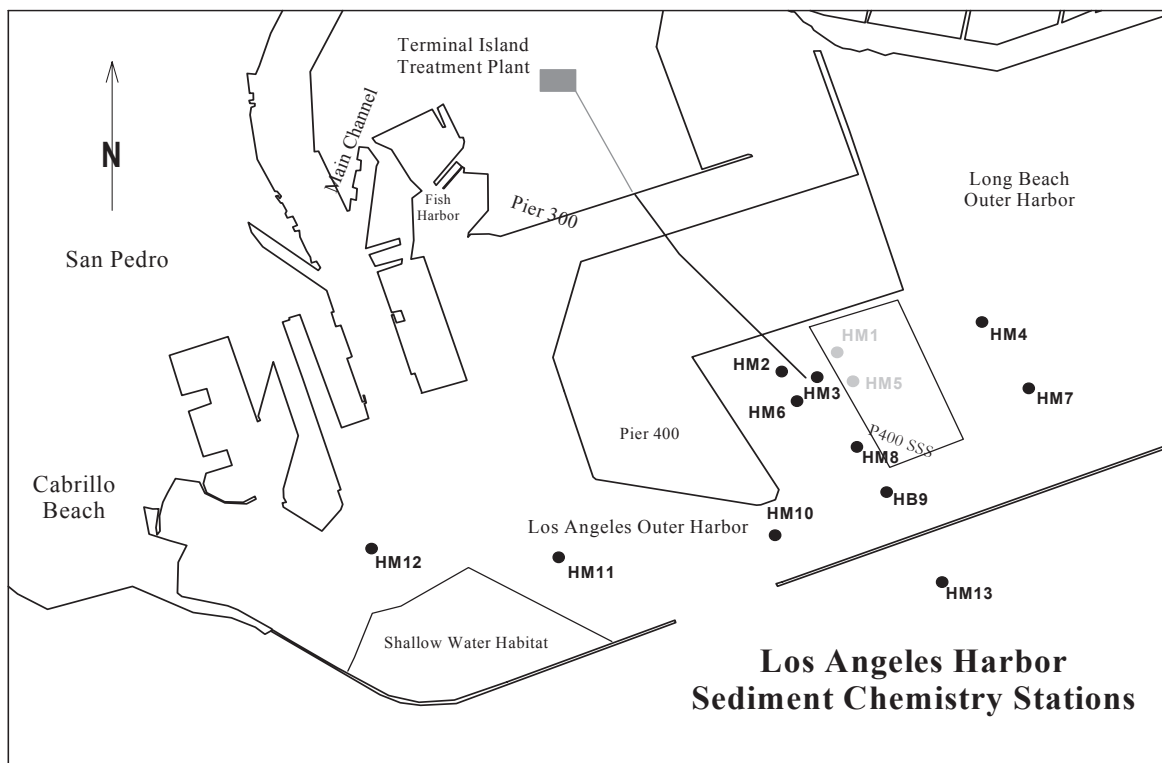 Terminal Island
Treatment Plant
N
Main Channel
Fish
Harbor
Pier 300
Long Beach
Outer Harbor
San Pedro
HM1
HM4
HM2
HM3
HM5
HM7
HM6
Pier 400
P400 SSS
HM8
Cabrillo
Beach
HB9
HM10
Los Angeles Outer Harbor
HM12
HM11
HM13
Shallow Water Habitat
Los Angeles Harbor
Sediment Chemistry Stations